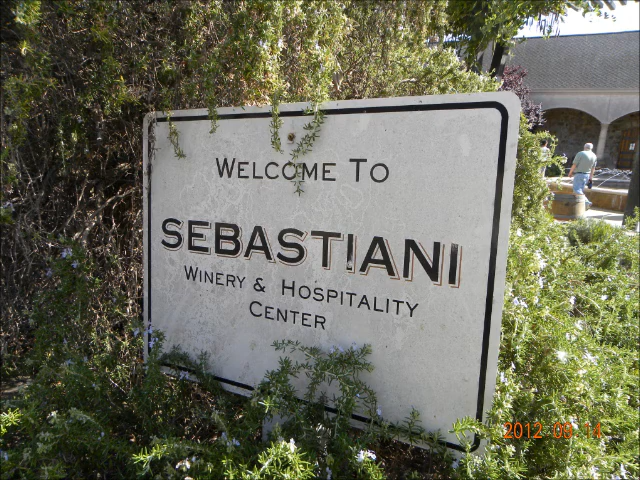 WELCOME TO
SEBASTIANI
WINERY & HOSPITALITY
CENTER
2012 09 14